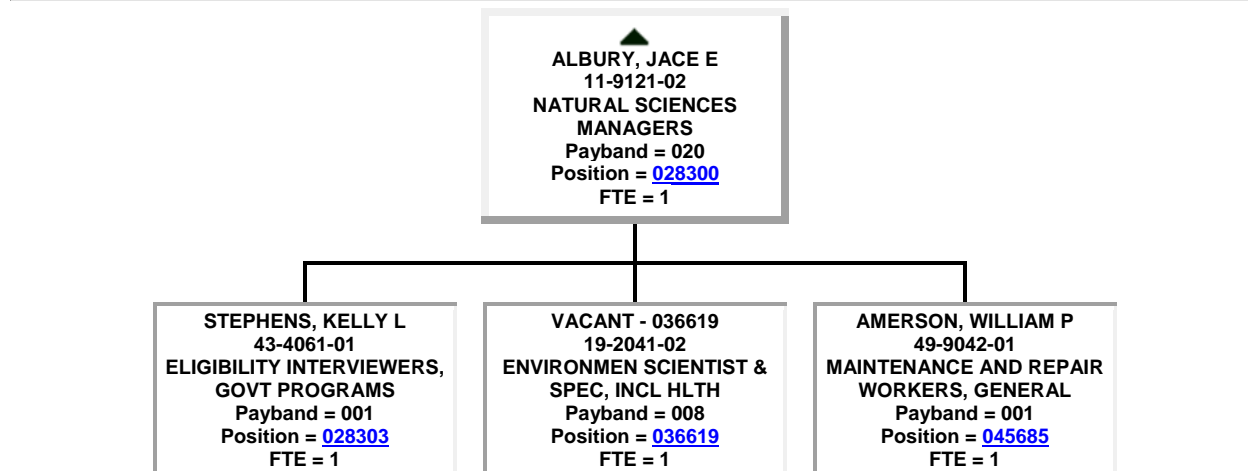 ALBURY, JACE E
11-9121-02
NATURAL SCIENCES
MANAGERS
Payband = 020
Position = 028300
FTE = 1
STEPHENS, KELLY L
43-4061-01
ELIGIBILITY INTERVIEWERS,
GOVT PROGRAMS
Payband = 001
Position = 028303
FTE = 1
VACANT - 036619
19-2041-02
ENVIRONMEN SCIENTIST &
SPEC, INCL HLTH
Payband = 008
Position = 036619
FTE = 1
AMERSON, WILLIAM P
49-9042-01
MAINTENANCE AND REPAIR
WORKERS, GENERAL
Payband = 001
Position = 045685
FTE = 1